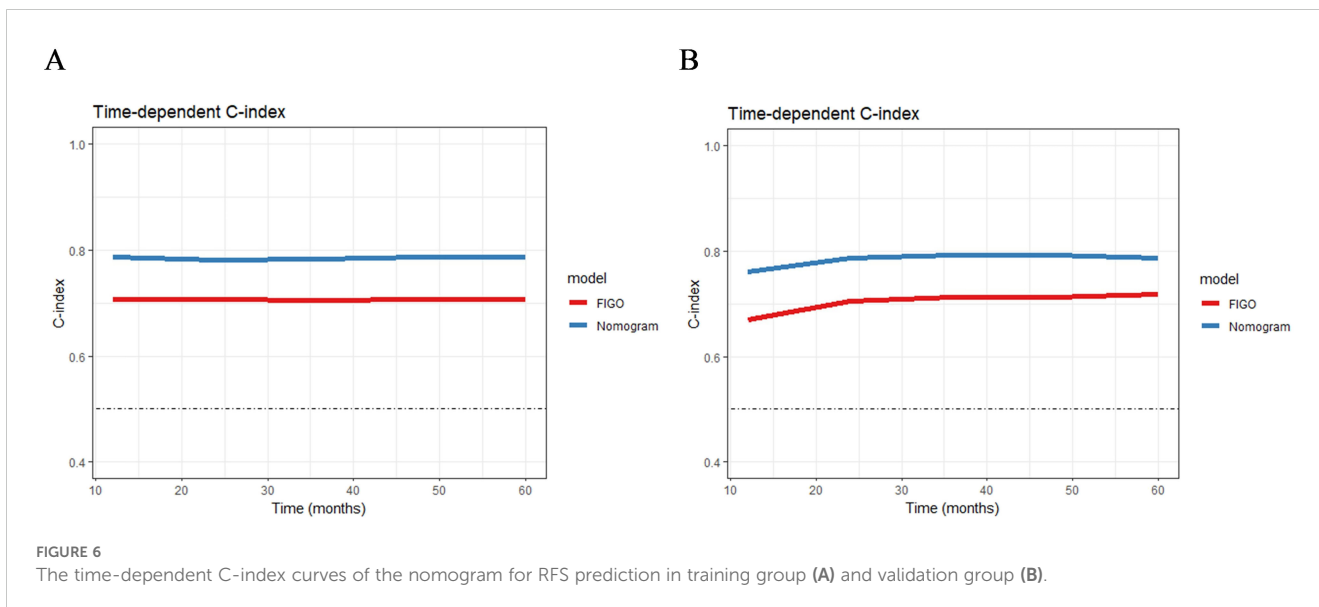 A
Time-dependent C-index
1.0
0.8
0.6
0.4
C-index
10 20 30 40 50 60
Time (months)
model
FIGO
Nomogram
B
Time-dependent C-index
1.0
0.8
0.6
0.4
C-index
10 20 30 40 50 60
Time (months)
model
FIGO
Nomogram
FIGURE 6
The time-dependent C-index curves of the nomogram for RFS prediction in training group (A) and validation group (B).